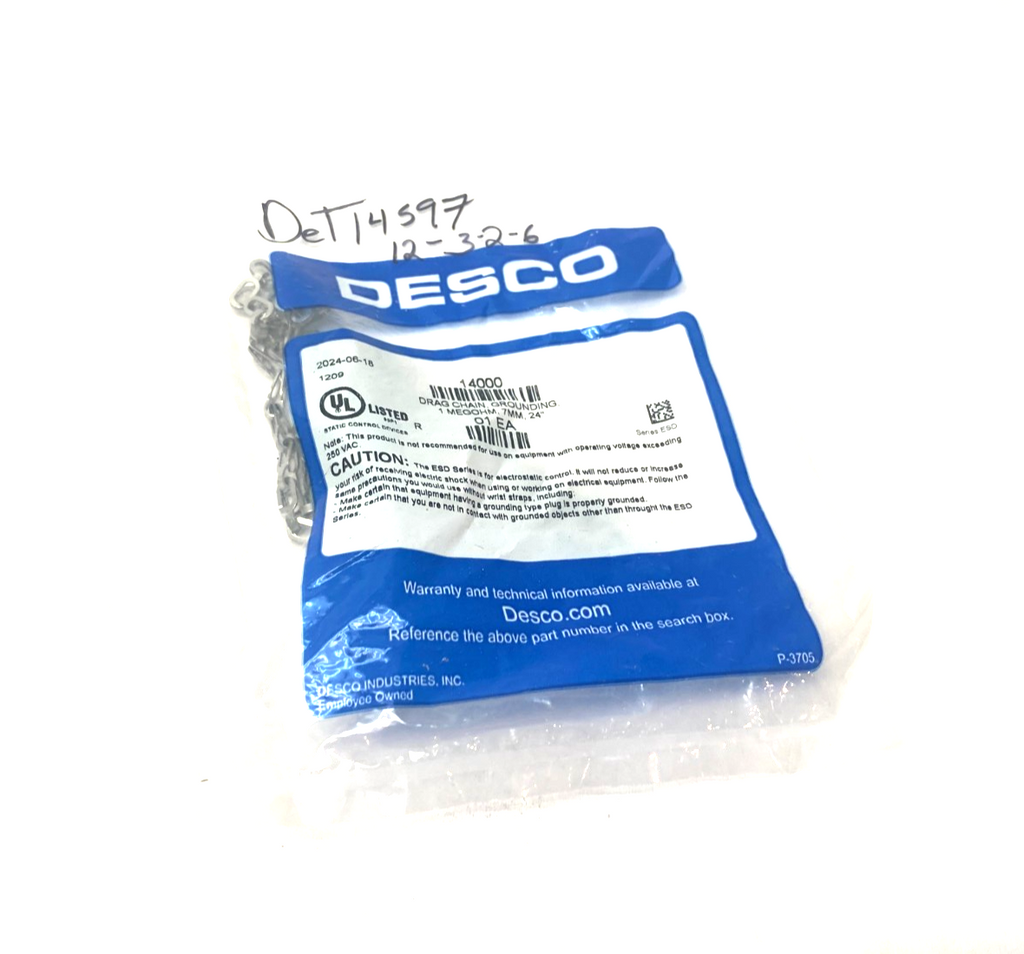 DeT14597
12-3-2-6
DESCO
2024-06-18
1209
14000
DRAG CHAIN, GROUNDING
1 MEGOHM, 7MM, 24"
01 EA
UL
LISTED
R
STATIC CONTROL DEVICES
Series ESD
Note: This product is not recommended for use on equipment with operating voltage exceeding
250 VAC.
CAUTION: The ESD Series is for electrostatic control. It will not reduce or increase
your risk of receiving electric shock when using or working on electrical equipment. Follow the
same precautions you would use without wrist straps, including:
- Make certain that equipment having a grounding type plug is properly grounded.
- Make certain that you are not in contact with grounded objects other than throught the ESD
Series.
Warranty and technical information available at
Desco.com
Reference the above part number in the search box.
P-3705
DESCO INDUSTRIES, INC.
Employee Owned